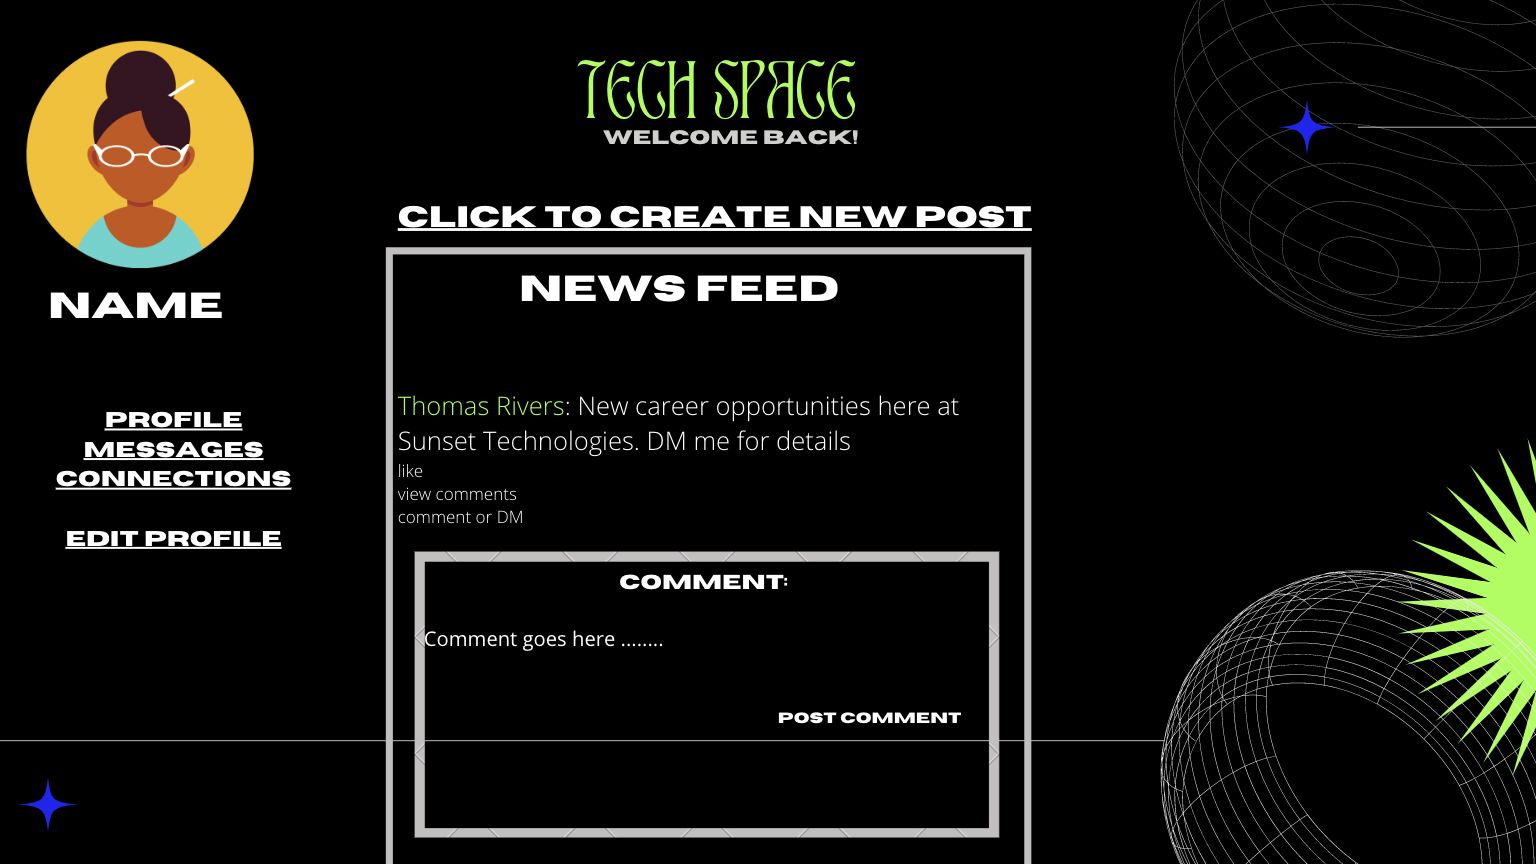 TECH SPACE
WELCOME BACK!
CLICK TO CREATE NEW POST
NEWS FEED
NAME
PROFILE
MESSAGES
CONNECTIONS
EDIT PROFILE
Thomas Rivers: New career opportunities here at
Sunset Technologies. DM me for details
like
view comments
comment or DM
COMMENT:
Comment goes here ........
POST COMMENT